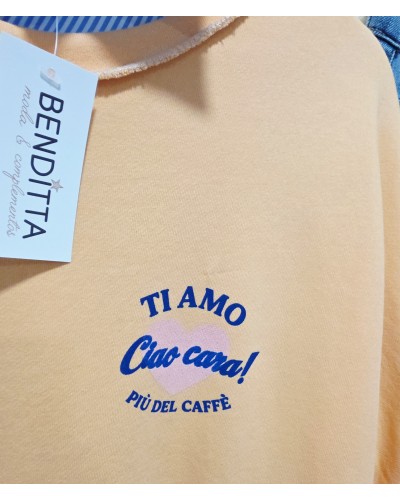 BENDITTA
moda & complementos
TI AMO
Ciao cara!
PIÙ DEL CAFFÈ